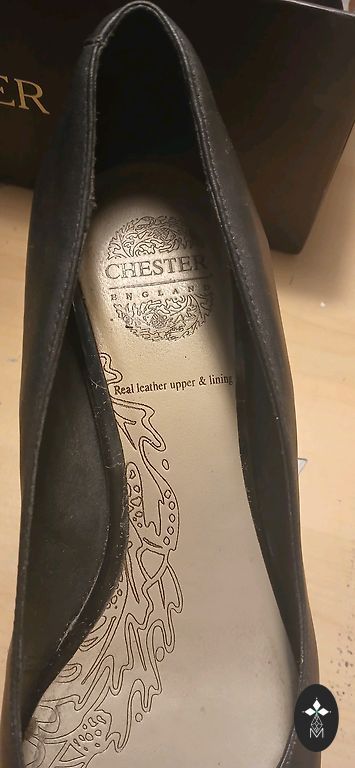 ER
CHESTER
ENGLAND
Real leather upper & lining
M